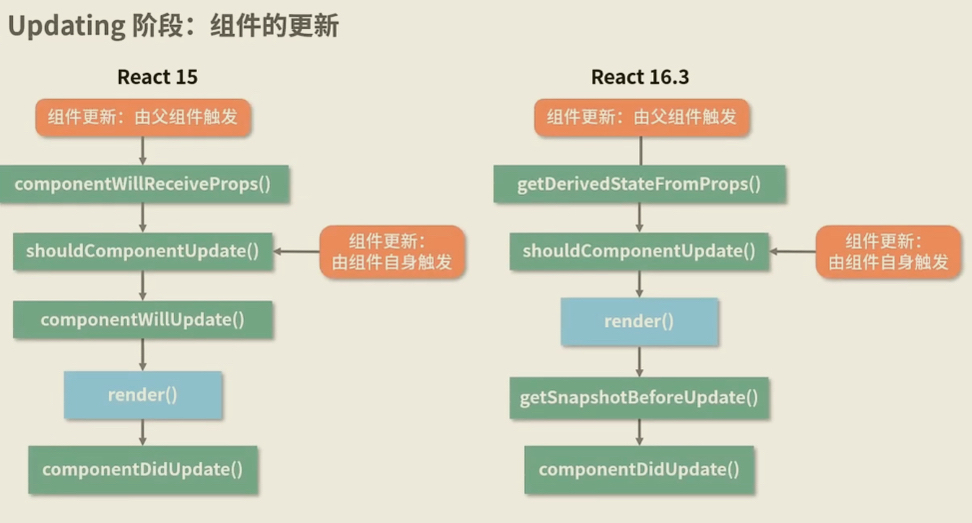 Updating 阶段：组件的更新
React 15
组件更新：由父组件触发
componentWillReceiveProps()
shouldComponentUpdate()
组件更新：
由组件自身触发
componentWillUpdate()
render()
componentDidUpdate()
React 16.3
组件更新：由父组件触发
getDerivedStateFromProps()
shouldComponentUpdate()
组件更新：
由组件自身触发
render()
getSnapshotBeforeUpdate()
componentDidUpdate()